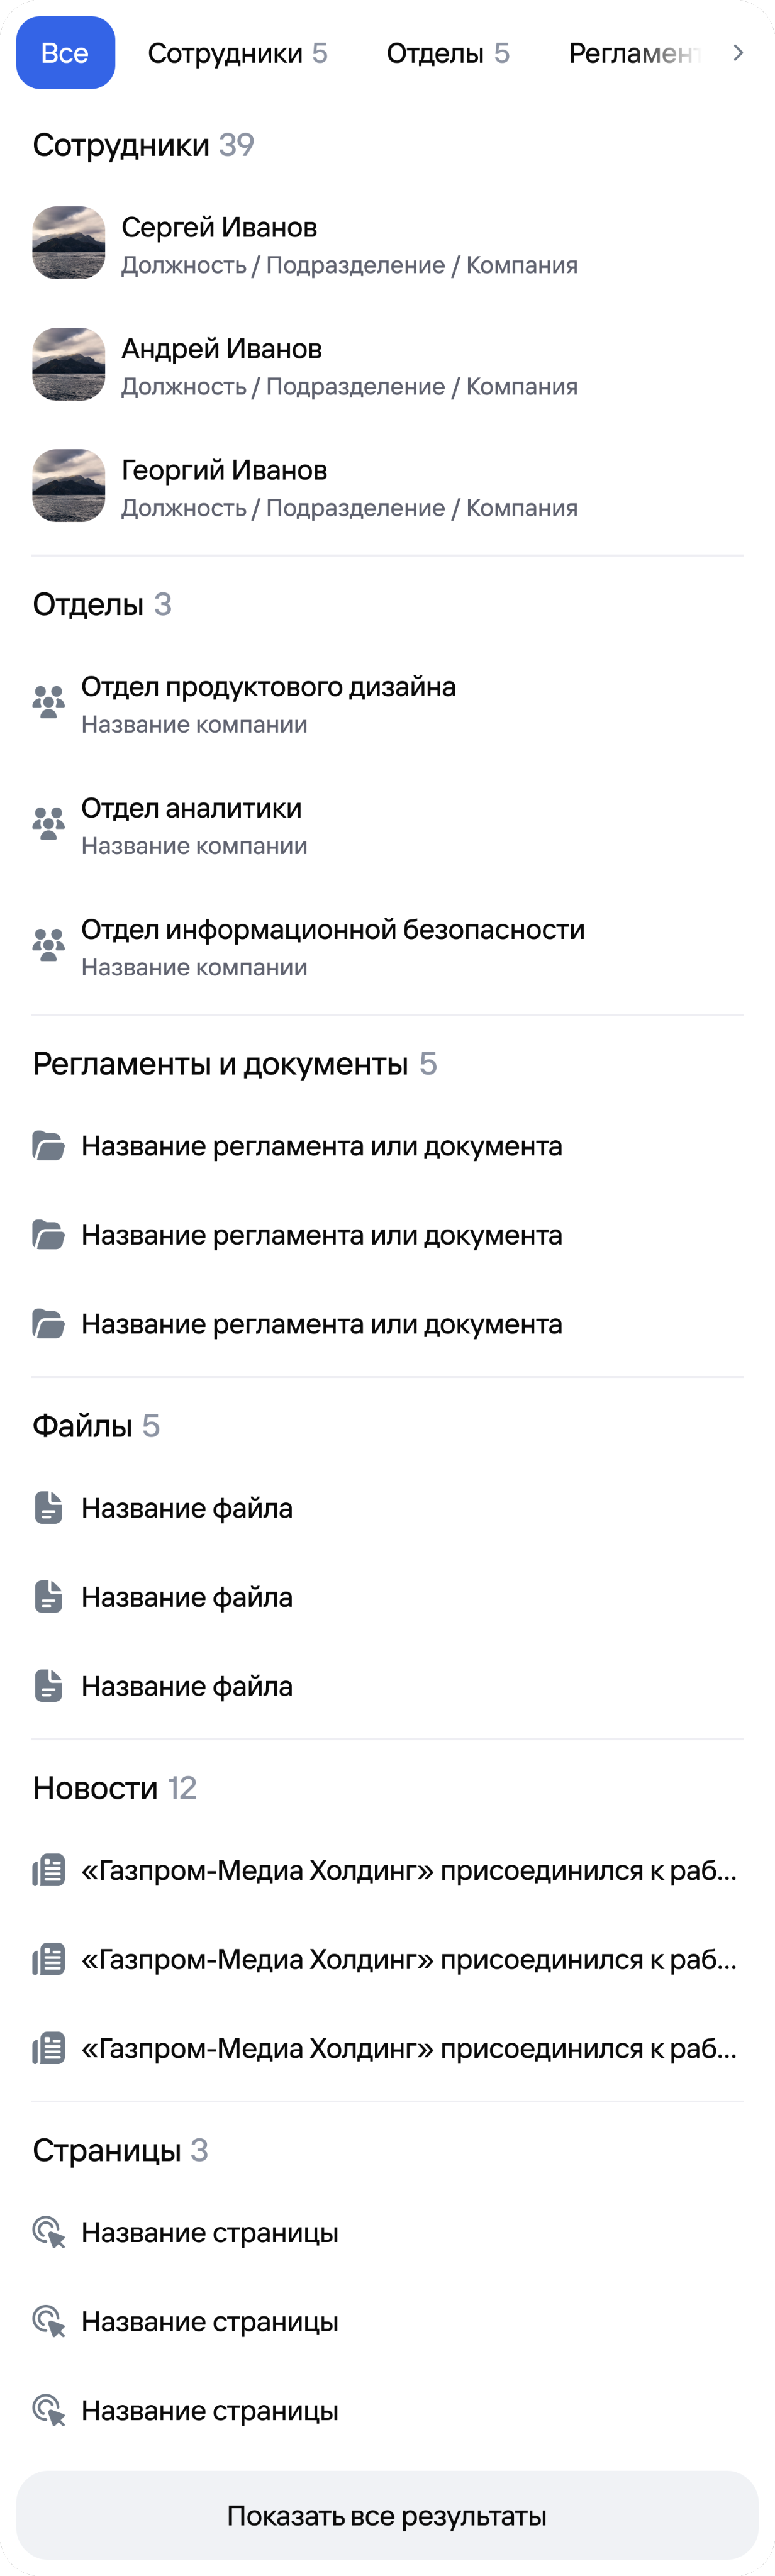 Все Сотрудники 5 Отделы 5 Регламент
Сотрудники 39
Сергей Иванов
Должность / Подразделение / Компания
Андрей Иванов
Должность / Подразделение / Компания
Георгий Иванов
Должность / Подразделение / Компания
Отделы 3
Отдел продуктового дизайна
Название компании
Отдел аналитики
Название компании
Отдел информационной безопасности
Название компании
Регламенты и документы 5
Название регламента или документа
Название регламента или документа
Название регламента или документа
Файлы 5
Название файла
Название файла
Название файла
Новости 12
«Газпром-Медиа Холдинг» присоединился к раб...
«Газпром-Медиа Холдинг» присоединился к раб...
«Газпром-Медиа Холдинг» присоединился к раб...
Страницы 3
Название страницы
Название страницы
Название страницы
Показать все результаты